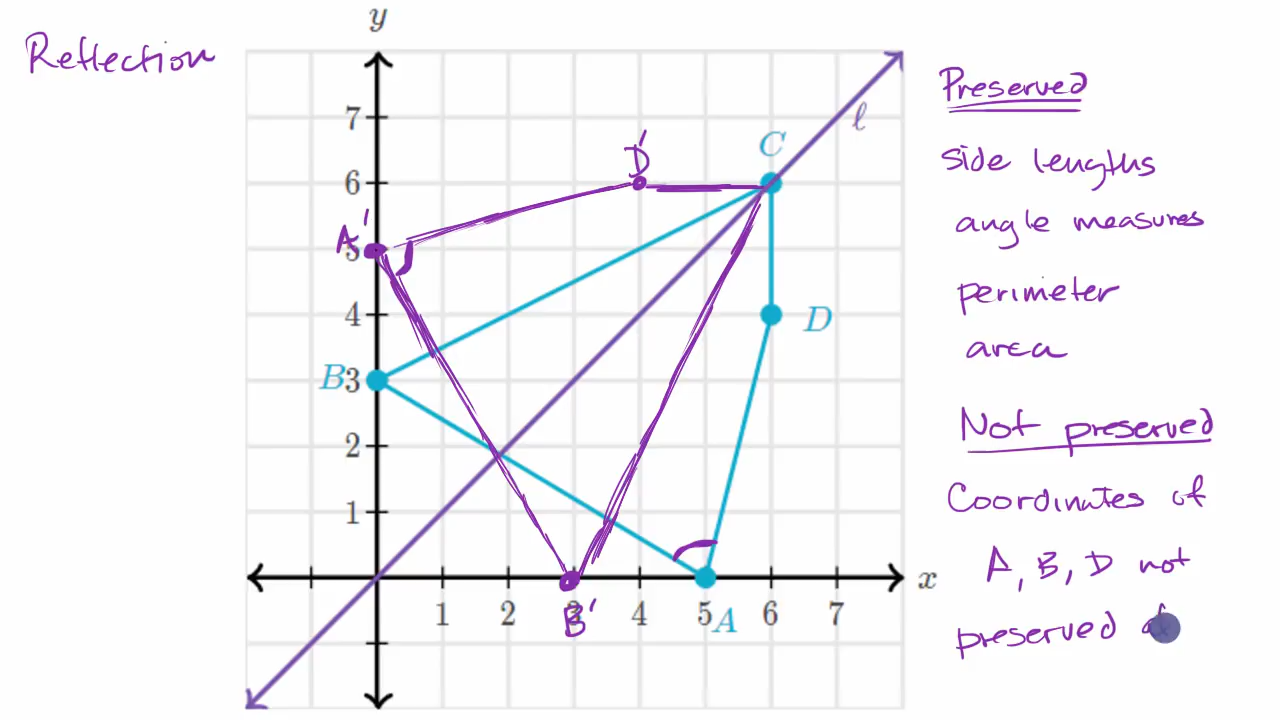 Reflection
y
7
6
5
4
3
2
1
1 2 3 4 5 6 7
x
ℓ
C
D'
A'
D
B
B'
A
Preserved
side lengths
angle measures
perimeter
area
Not preserved
Coordinates of
A, B, D not
preserved